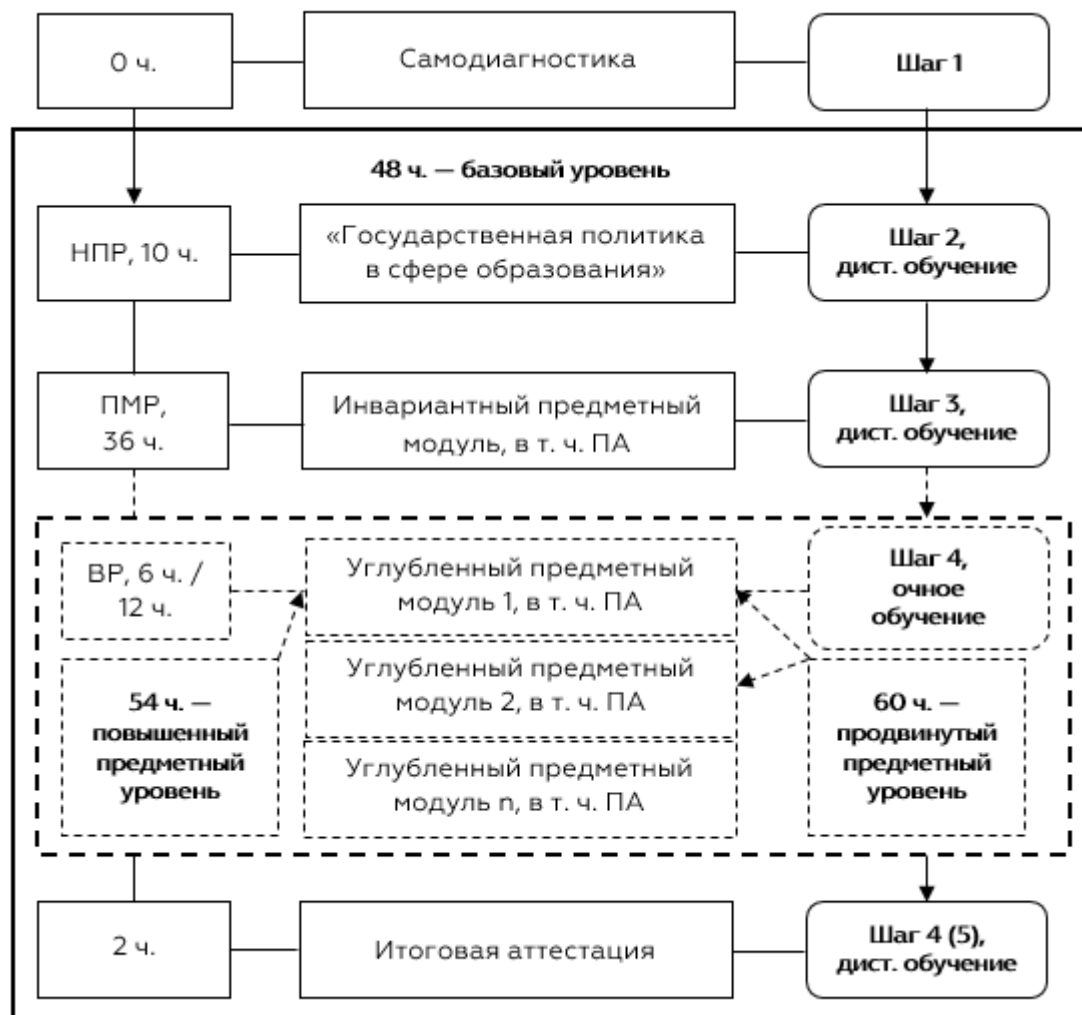 0 ч.
Самодиагностика
Шаг 1
48 ч. — базовый уровень
НПР, 10 ч.
«Государственная политика
в сфере образования»
Шаг 2,
дист. обучение
ПМР,
36 ч.
Инвариантный предметный
модуль, в т. ч. ПА
Шаг 3,
дист. обучение
ВР, 6 ч. /
12 ч.
Углубленный предметный
модуль 1, в т. ч. ПА
Шаг 4,
очное
обучение
54 ч. —
повышенный
предметный
уровень
Углубленный предметный
модуль 2, в т. ч. ПА
Углубленный предметный
модуль n, в т. ч. ПА
60 ч. —
продвинутый
предметный
уровень
2 ч.
Итоговая аттестация
Шаг 4 (5),
дист. обучение